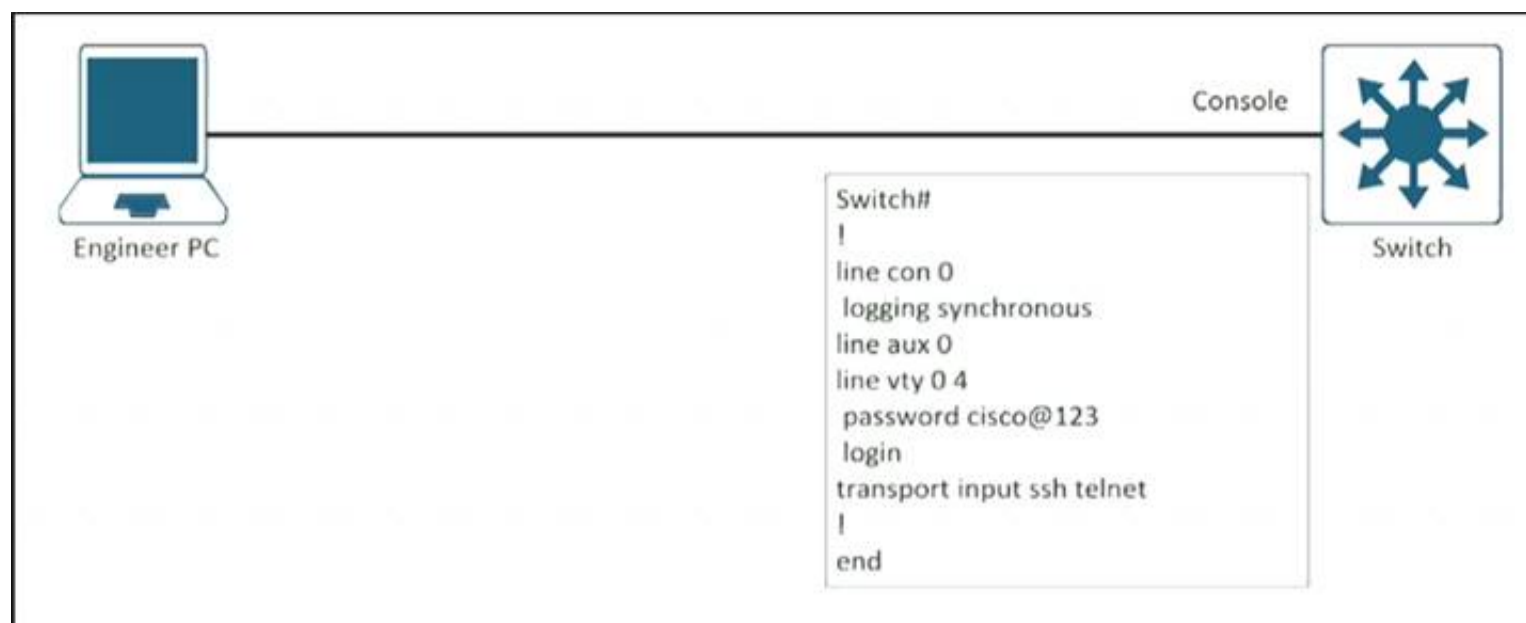 Console
Engineer PC
Switch
Switch#
!
line con 0
logging synchronous
line aux 0
line vty 0 4
password cisco@123
login
transport input ssh telnet
!
end